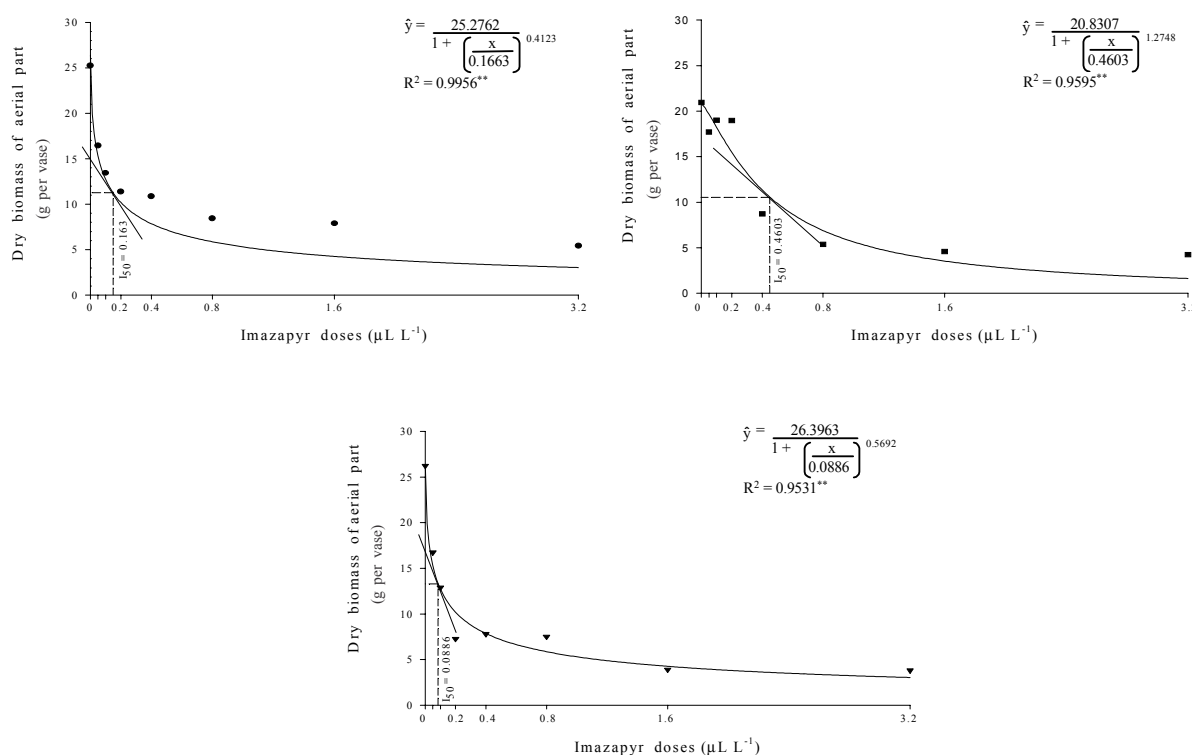 ŷ = 25.2762
1 + (x / 0.1663) 0.4123
R² = 0.9956**
30
25
20
15
10
5
0
Dry biomass of aerial part
(g per vase)
I50 = 0.163
0 0.2 0.4 0.8 1.6 3.2
Imazapyr doses (µL L-1)
ŷ = 20.8307
1 + (x / 0.4603) 1.2748
R² = 0.9595**
30
25
20
15
10
5
0
Dry biomass of aerial part
(g per vase)
I50 = 0.4603
0 0.2 0.4 0.8 1.6
Imazapyr doses (µL L-1)
ŷ = 26.3963
1 + (x / 0.0886) 0.5692
R² = 0.9531**
30
25
20
15
10
5
0
Dry biomass of aerial part
(g per vase)
I50 = 0.0886
0 0.2 0.4 0.8 1.6 3.2
Imazapyr doses (µL L-1)